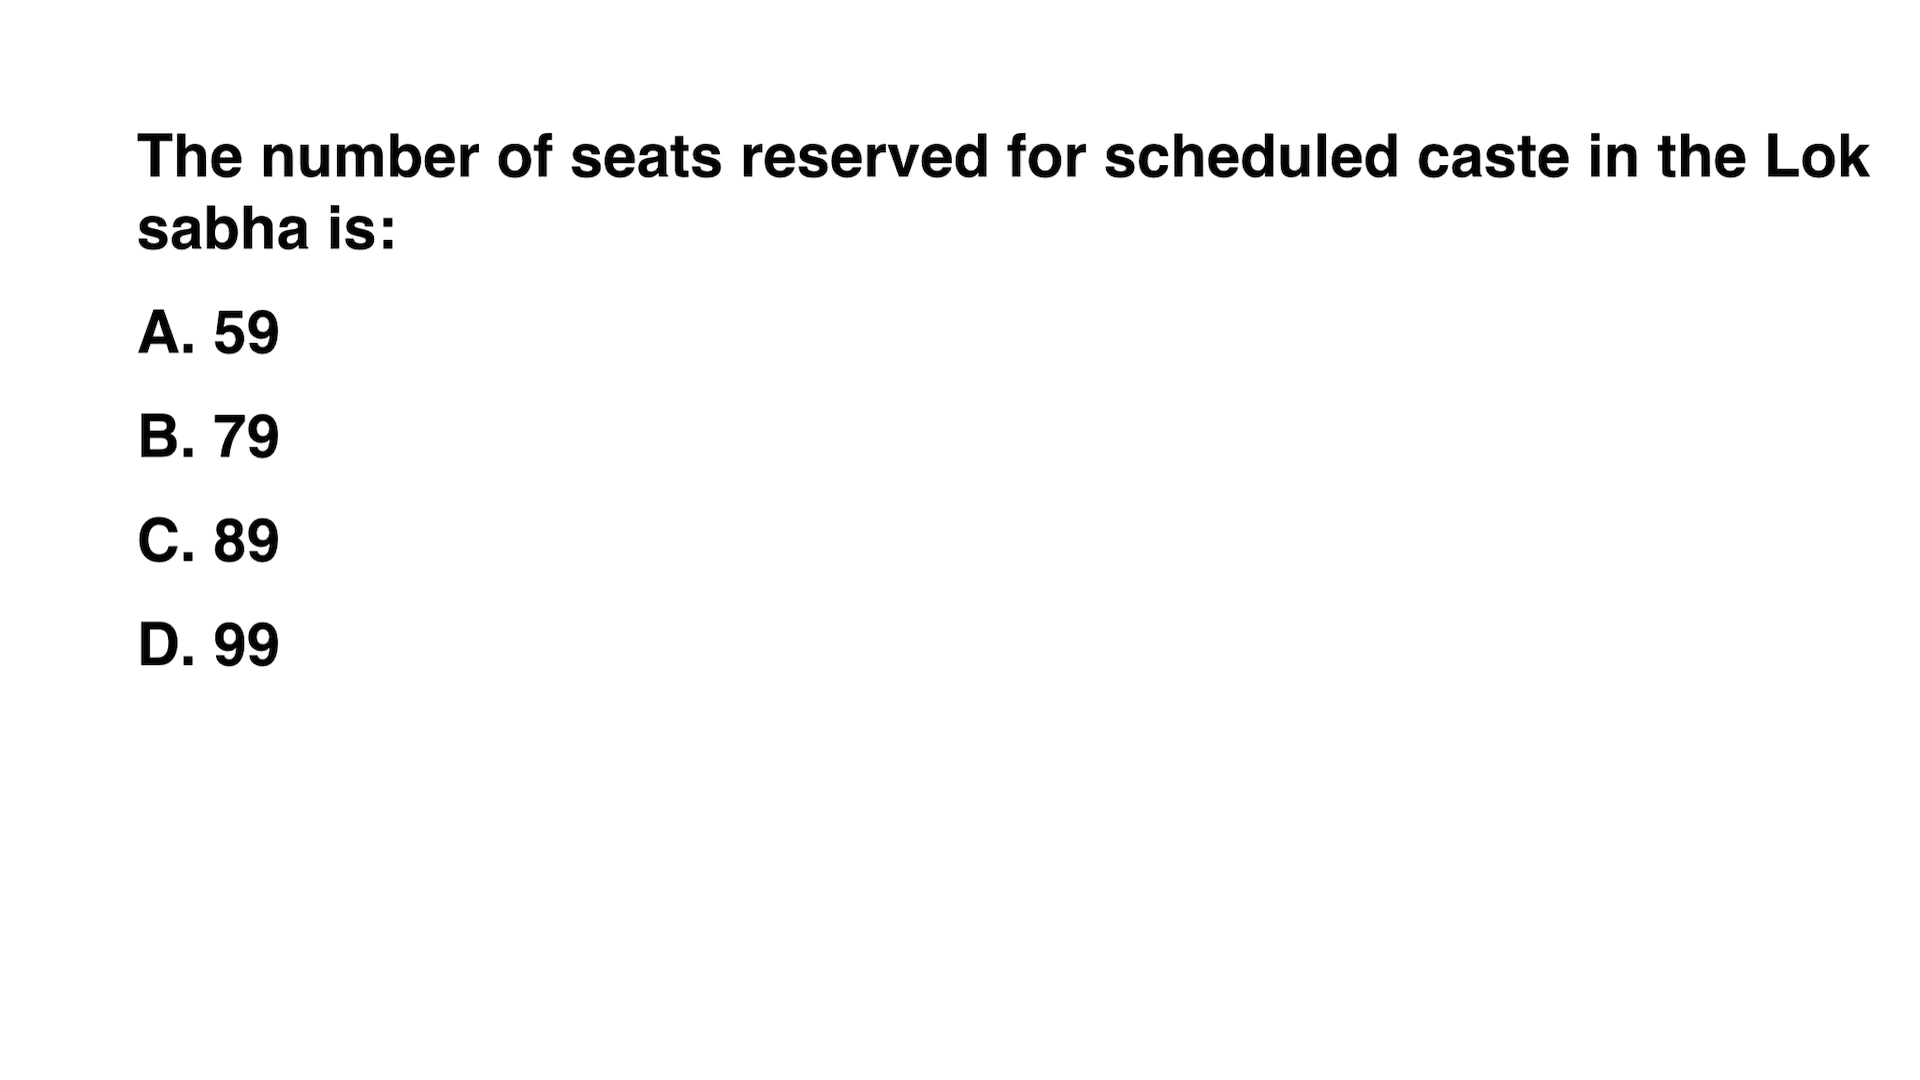 The number of seats reserved for scheduled caste in the Lok
sabha is:
A. 59
B. 79
C. 89
D. 99